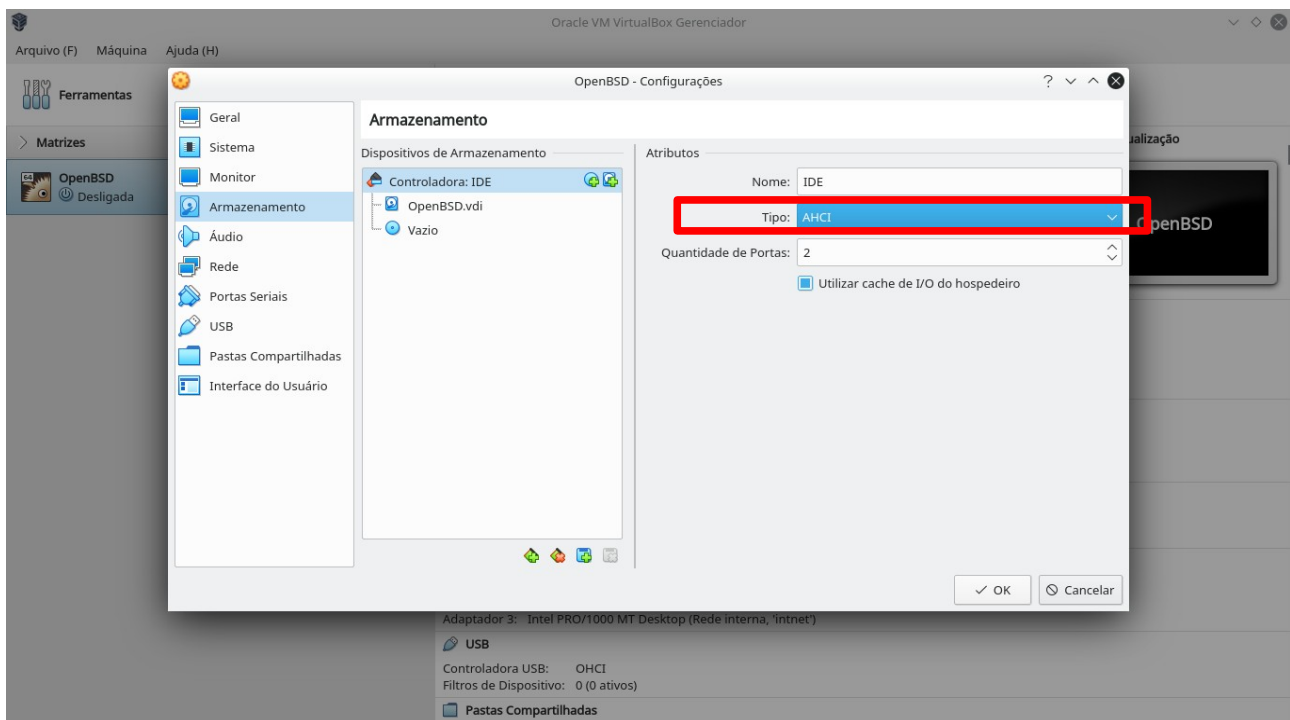 Oracle VM VirtualBox Gerenciador
Arquivo (F) Máquina Ajuda (H)
Ferramentas
Matrizes
64 OpenBSD
Desligada
OpenBSD - Configurações
?
Geral
Sistema
Monitor
Armazenamento
Áudio
Rede
Portas Seriais
USB
Pastas Compartilhadas
Interface do Usuário
Armazenamento
Dispositivos de Armazenamento
Controladora: IDE
OpenBSD.vdi
Vazio
Atributos
Nome: IDE
Tipo: AHCI
Quantidade de Portas: 2
Utilizar cache de I/O do hospedeiro
OK Cancelar
ualização
OpenBSD
Adaptador 3: Intel PRO/1000 MT Desktop (Rede interna, 'intnet')
USB
Controladora USB: OHCI
Filtros de Dispositivo: 0 (0 ativos)
Pastas Compartilhadas